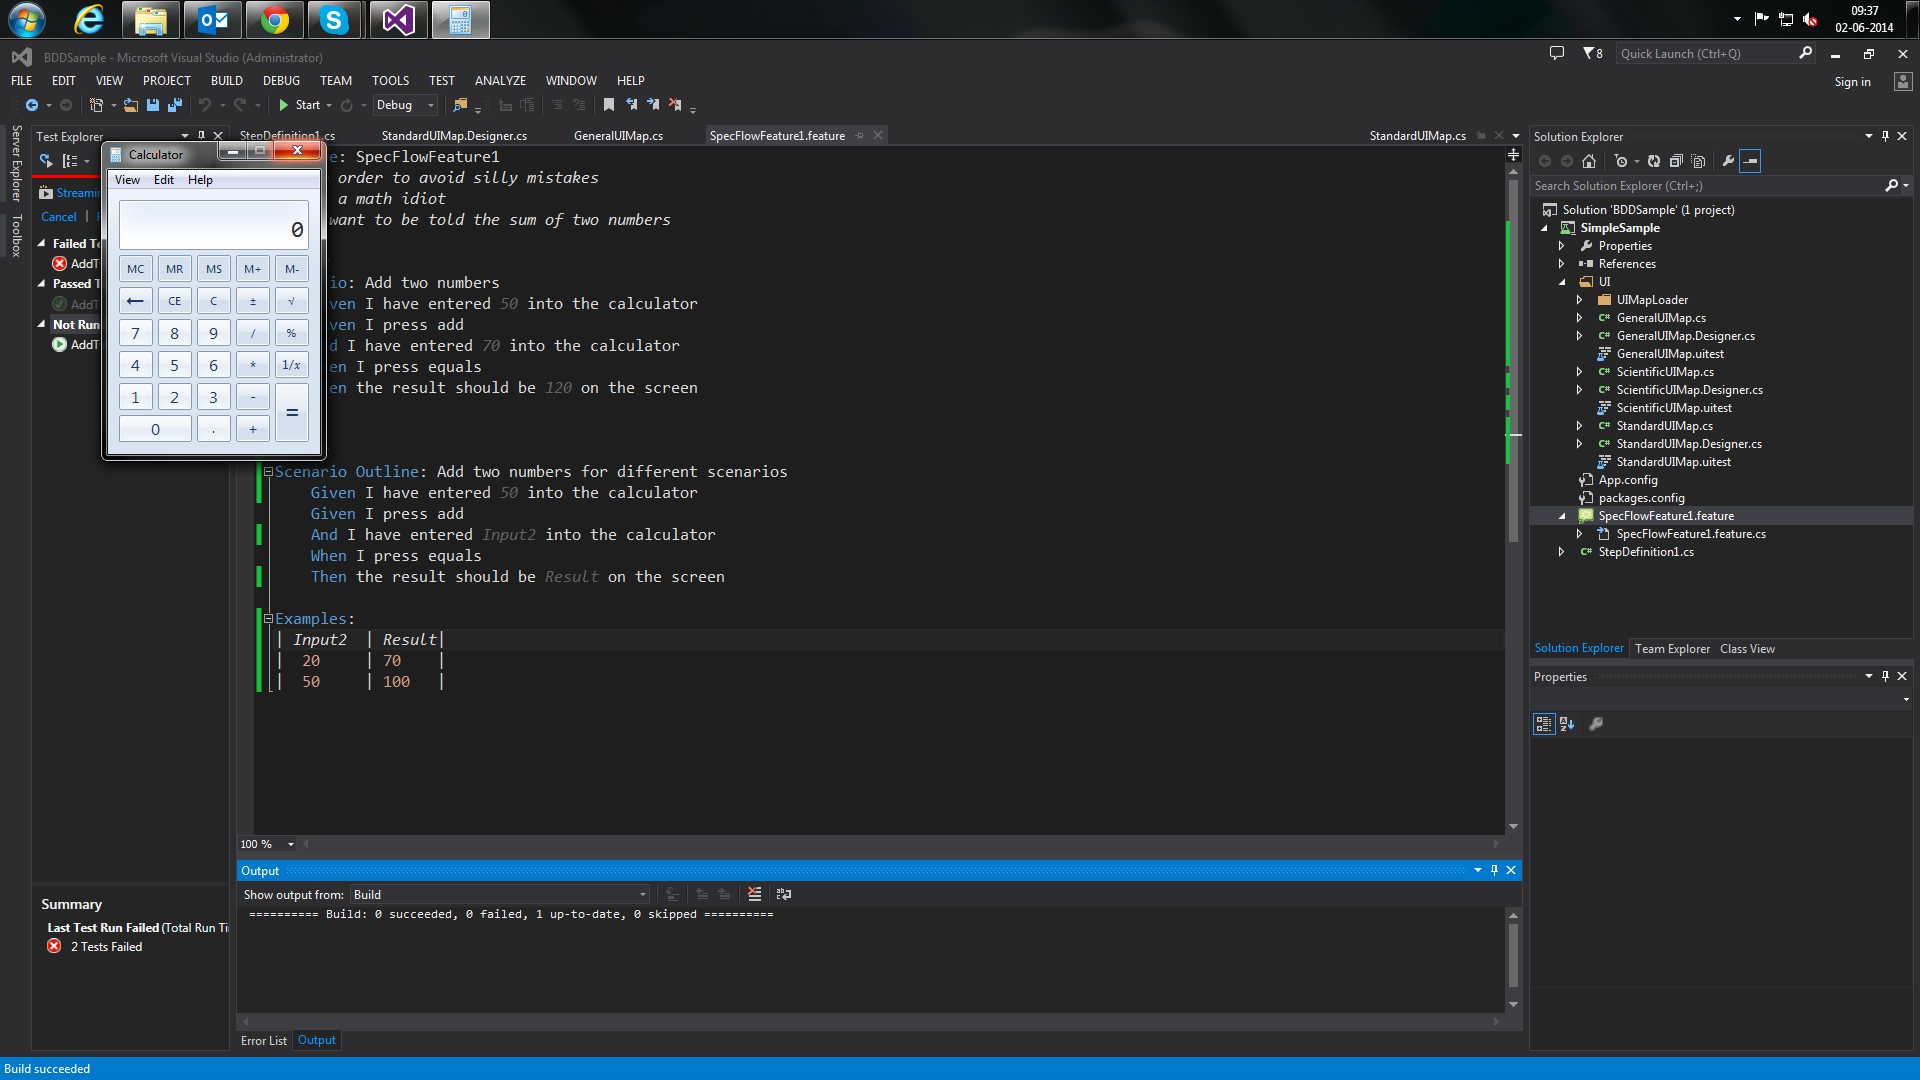 09:37
02-06-2014
BDDSample - Microsoft Visual Studio (Administrator)
8
Quick Launch (Ctrl+Q)
FILE EDIT VIEW PROJECT BUILD DEBUG TEAM TOOLS TEST ANALYZE WINDOW HELP
Sign in
Start
Debug
Server Explorer
Toolbox
Test Explorer
Streami
Cancel
Failed Te
AddT
Passed T
AddT
Not Run
AddT
Summary
Last Test Run Failed (Total Run Ti
2 Tests Failed
Calculator
View Edit Help
0
MC MR MS M+ M-
← CE C ± √
7 8 9 / %
4 5 6 * 1/x
1 2 3 - =
0 . +
StepDefinition1.cs StandardUIMap.Designer.cs GeneralUIMap.cs SpecFlowFeature1.feature StandardUIMap.cs
e: SpecFlowFeature1
order to avoid silly mistakes
a math idiot
want to be told the sum of two numbers
io: Add two numbers
ven I have entered 50 into the calculator
ven I press add
d I have entered 70 into the calculator
en I press equals
en the result should be 120 on the screen
Scenario Outline: Add two numbers for different scenarios
Given I have entered 50 into the calculator
Given I press add
And I have entered Input2 into the calculator
When I press equals
Then the result should be Result on the screen
Examples:
| Input2 | Result|
| 20 | 70 |
| 50 | 100 |
100 %
Output
Show output from: Build
========== Build: 0 succeeded, 0 failed, 1 up-to-date, 0 skipped ==========
Error List Output
Build succeeded
Solution Explorer
Search Solution Explorer (Ctrl+;)
Solution 'BDDSample' (1 project)
SimpleSample
Properties
References
UI
UIMapLoader
GeneralUIMap.cs
GeneralUIMap.Designer.cs
GeneralUIMap.uitest
ScientificUIMap.cs
ScientificUIMap.Designer.cs
ScientificUIMap.uitest
StandardUIMap.cs
StandardUIMap.Designer.cs
StandardUIMap.uitest
App.config
packages.config
SpecFlowFeature1.feature
SpecFlowFeature1.feature.cs
StepDefinition1.cs
Solution Explorer Team Explorer Class View
Properties